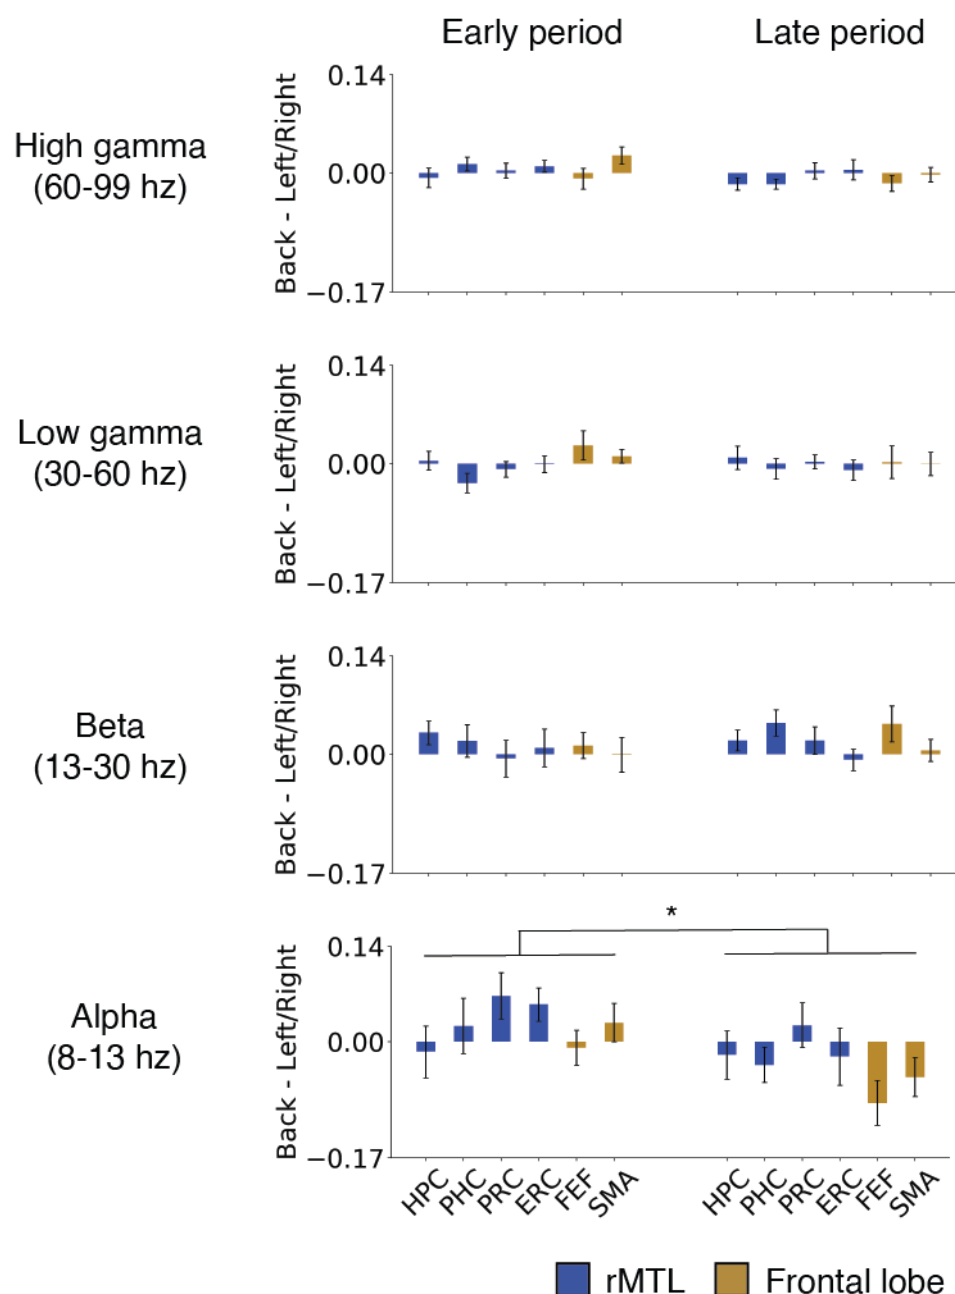 Early period Late period
High gamma
(60-99 hz)
Back - Left/Right
0.14
0.00
−0.17
Low gamma
(30-60 hz)
Back - Left/Right
0.14
0.00
−0.17
Beta
(13-30 hz)
Back - Left/Right
0.14
0.00
−0.17
*
Alpha
(8-13 hz)
Back - Left/Right
0.14
0.00
−0.17
HPC PHC PRC ERC FEF SMA HPC PHC PRC ERC FEF SMA
rMTL Frontal lobe